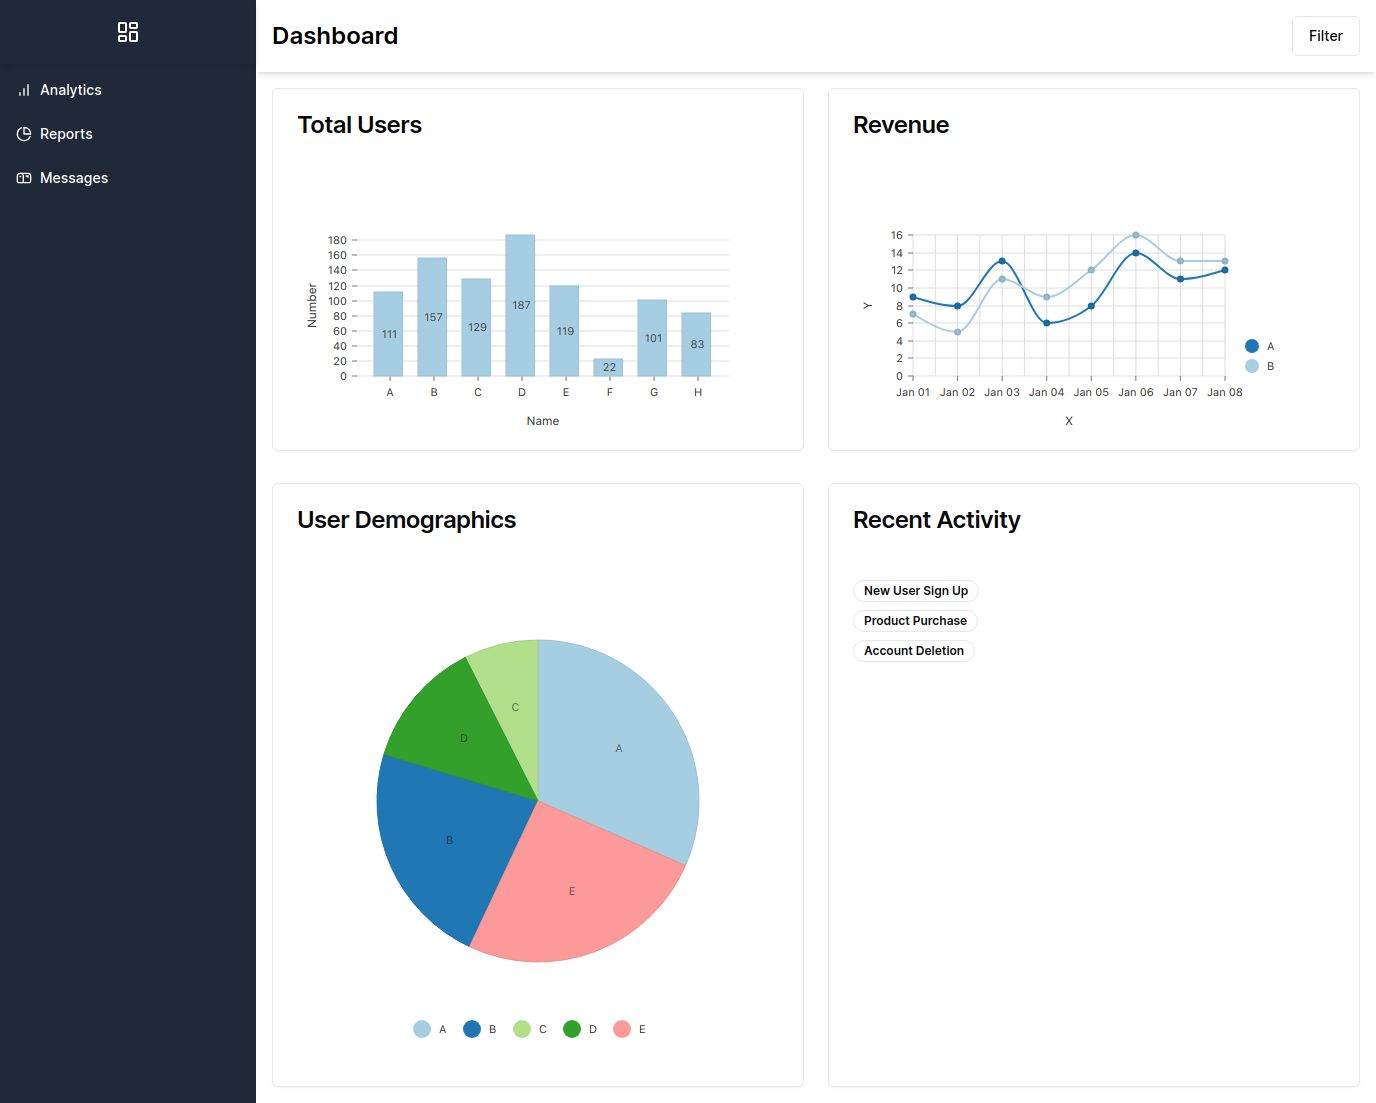 Dashboard
Filter
Analytics
Reports
Messages
Total Users
180
160
140
120
100
80
60
40
20
0
Number
111
157
129
187
119
22
101
83
A B C D E F G H
Name
Revenue
16
14
12
10
8
6
4
2
0
Y
Jan 01 Jan 02 Jan 03 Jan 04 Jan 05 Jan 06 Jan 07 Jan 08
X
A
B
User Demographics
C
D
A
B
E
A B C D E
Recent Activity
New User Sign Up
Product Purchase
Account Deletion